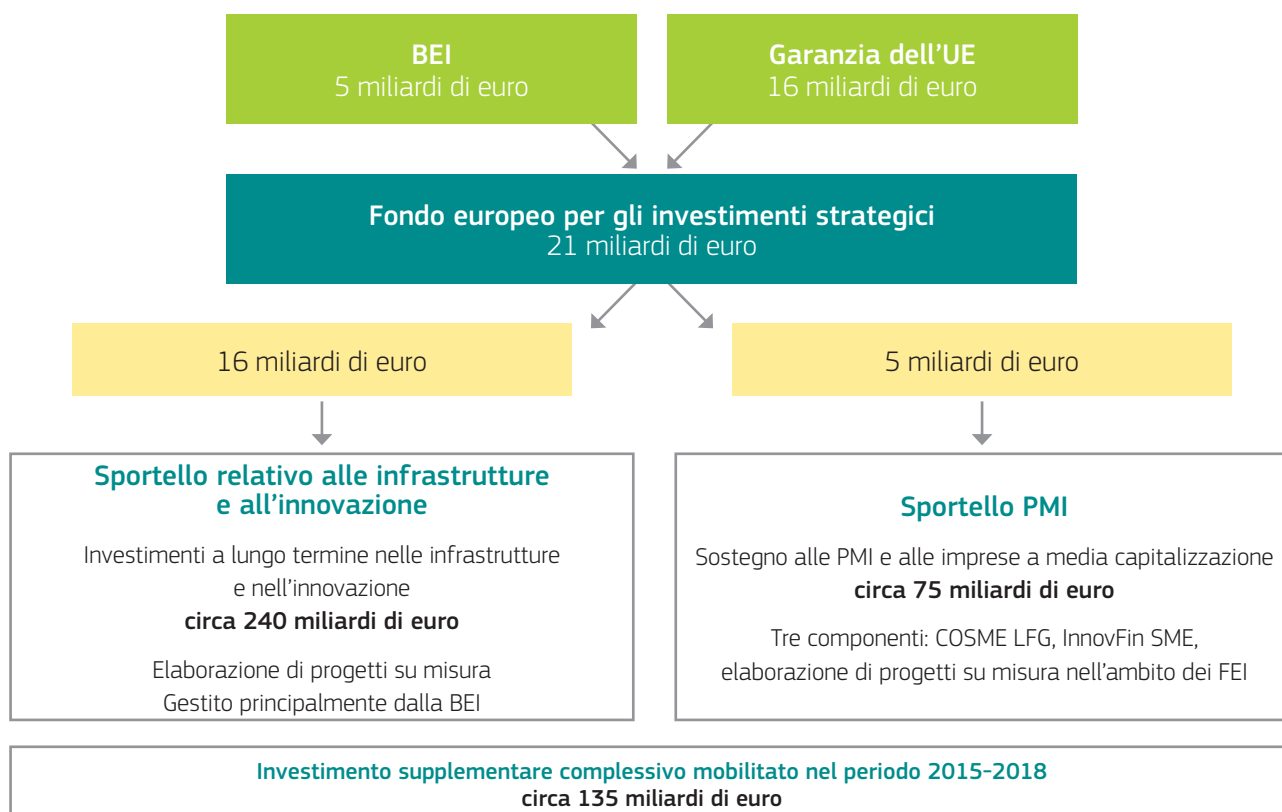 BEI
5 miliardi di euro
Garanzia dell'UE
16 miliardi di euro
Fondo europeo per gli investimenti strategici
21 miliardi di euro
16 miliardi di euro
5 miliardi di euro
Sportello relativo alle infrastrutture
e all'innovazione
Investimenti a lungo termine nelle infrastrutture
e nell'innovazione
circa 240 miliardi di euro
Elaborazione di progetti su misura
Gestito principalmente dalla BEI
Sportello PMI
Sostegno alle PMI e alle imprese a media capitalizzazione
circa 75 miliardi di euro
Tre componenti: COSME LFG, InnovFin SME,
elaborazione di progetti su misura nell'ambito dei FEI
Investimento supplementare complessivo mobilitato nel periodo 2015-2018
circa 135 miliardi di euro